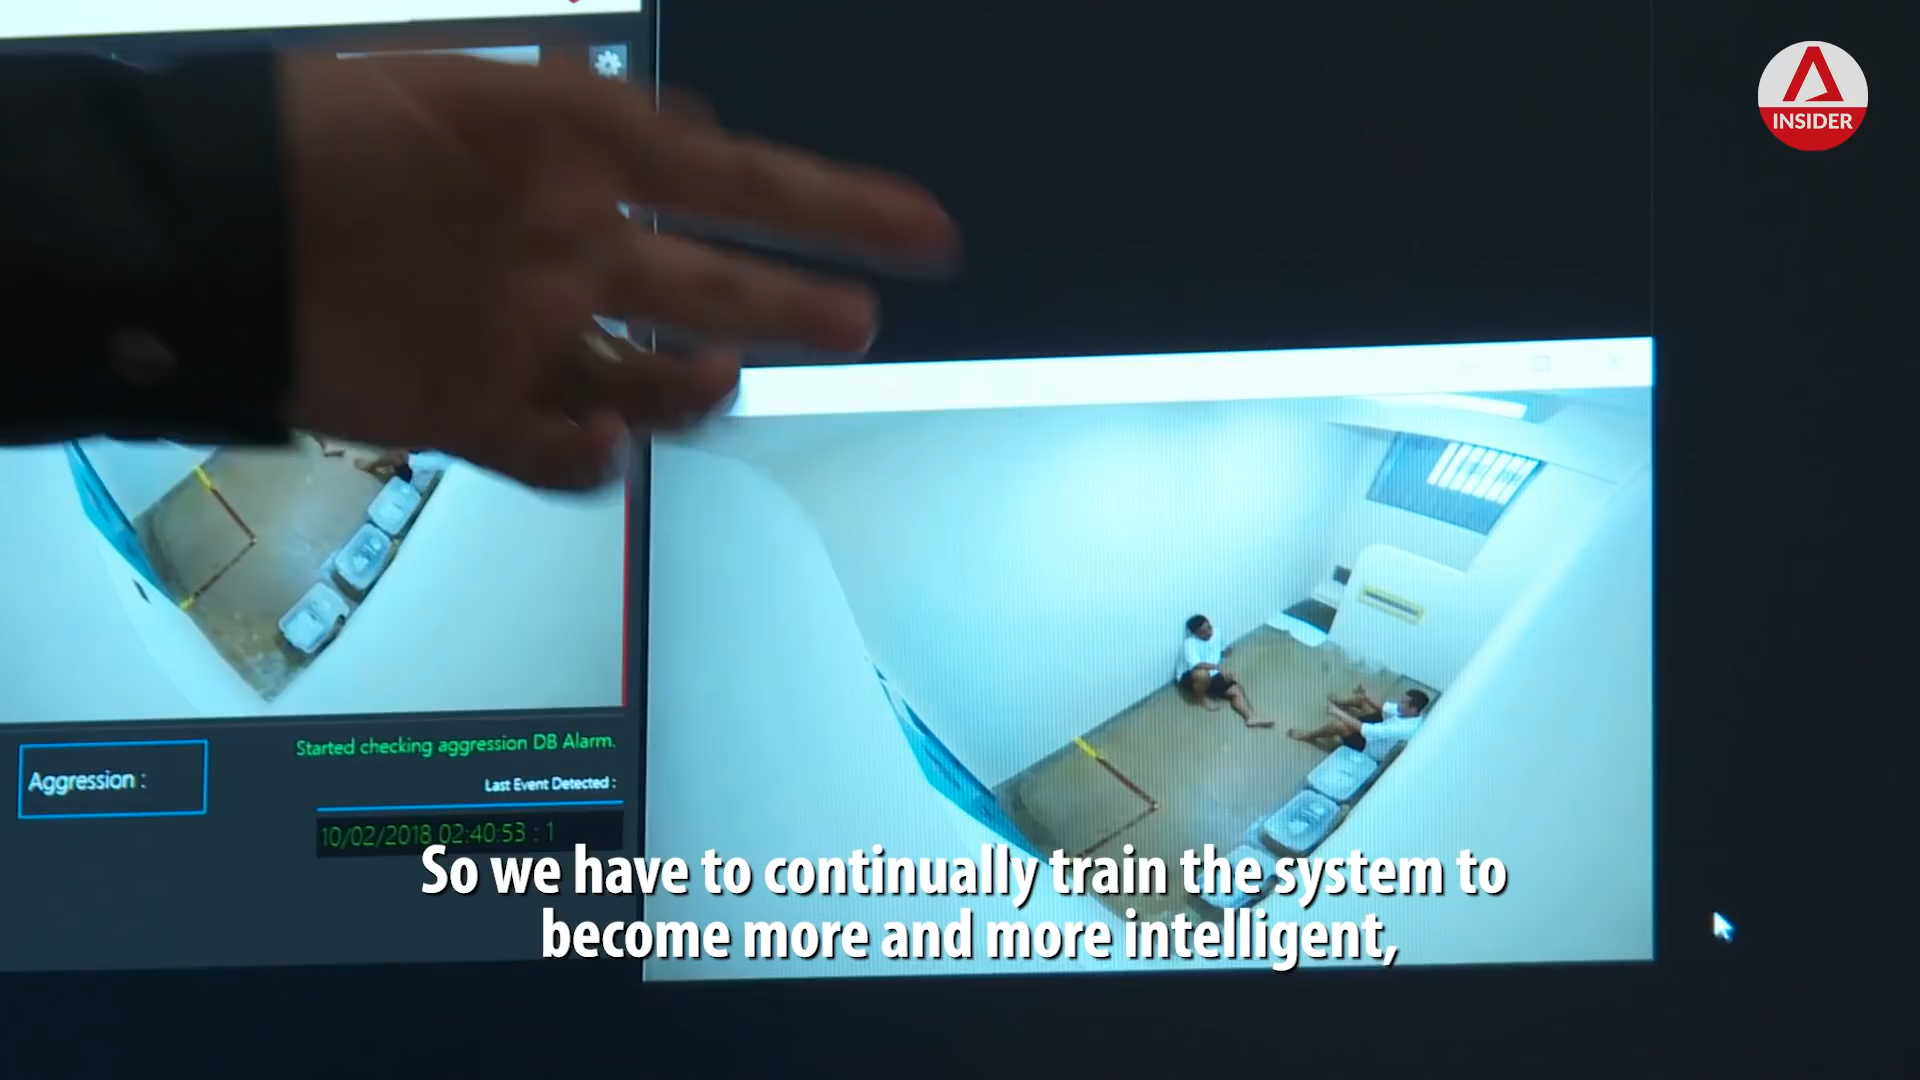 INSIDER
Aggression :
Started checking aggression DB Alarm.
Last Event Detected :
10/02/2018 02:40:53 : 1
So we have to continually train the system to
become more and more intelligent,